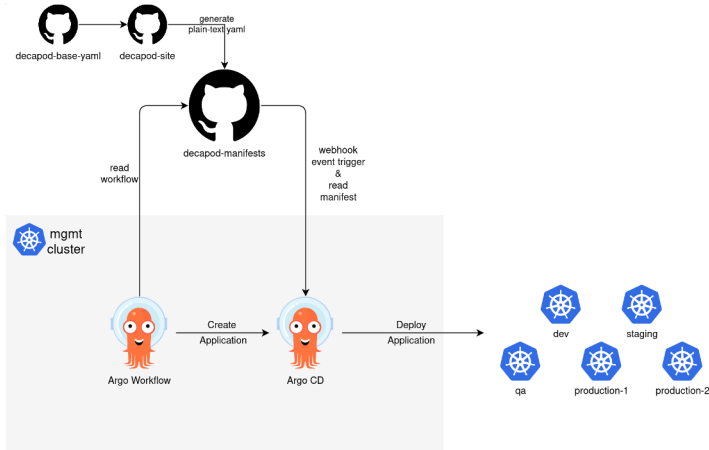 generate
plain-text yaml
decapod-base-yaml
decapod-site
decapod-manifests
webhook
event trigger
&
read
manifest
read
workflow
mgmt
cluster
Create
Application
Deploy
Application
Argo Workflow
Argo CD
dev
staging
qa
production-1
production-2